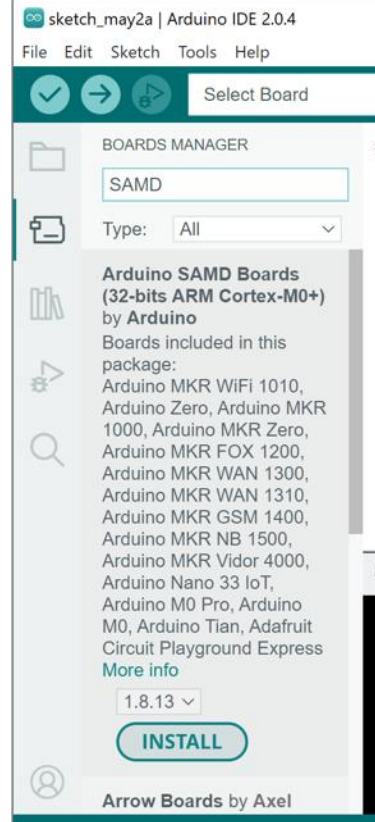 sketch_may2a | Arduino IDE 2.0.4
File Edit Sketch Tools Help
Select Board
BOARDS MANAGER
SAMD
Type: All
Arduino SAMD Boards
(32-bits ARM Cortex-M0+)
by Arduino
Boards included in this
package:
Arduino MKR WiFi 1010,
Arduino Zero, Arduino MKR
1000, Arduino MKR Zero,
Arduino MKR FOX 1200,
Arduino MKR WAN 1300,
Arduino MKR WAN 1310,
Arduino MKR GSM 1400,
Arduino MKR NB 1500,
Arduino MKR Vidor 4000,
Arduino Nano 33 IoT,
Arduino M0 Pro, Arduino
M0, Arduino Tian, Adafruit
Circuit Playground Express
More info
1.8.13
INSTALL
Arrow Boards by Axel